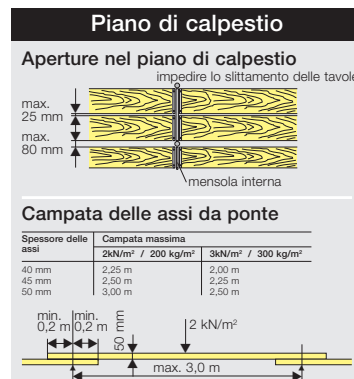 Piano di calpestio
Aperture nel piano di calpestio
impedire lo slittamento delle tavole
max.
25 mm
max.
80 mm
mensola interna
Campata delle assi da ponte
Spessore delle assi
Campata massima
2kN/m² / 200 kg/m²
3kN/m² / 300 kg/m²
40 mm 2,25 m 2,00 m
45 mm 2,50 m 2,25 m
50 mm 3,00 m 2,50 m
min. 0,2 m
min. 0,2 m
50 mm
2 kN/m²
max. 3,0 m